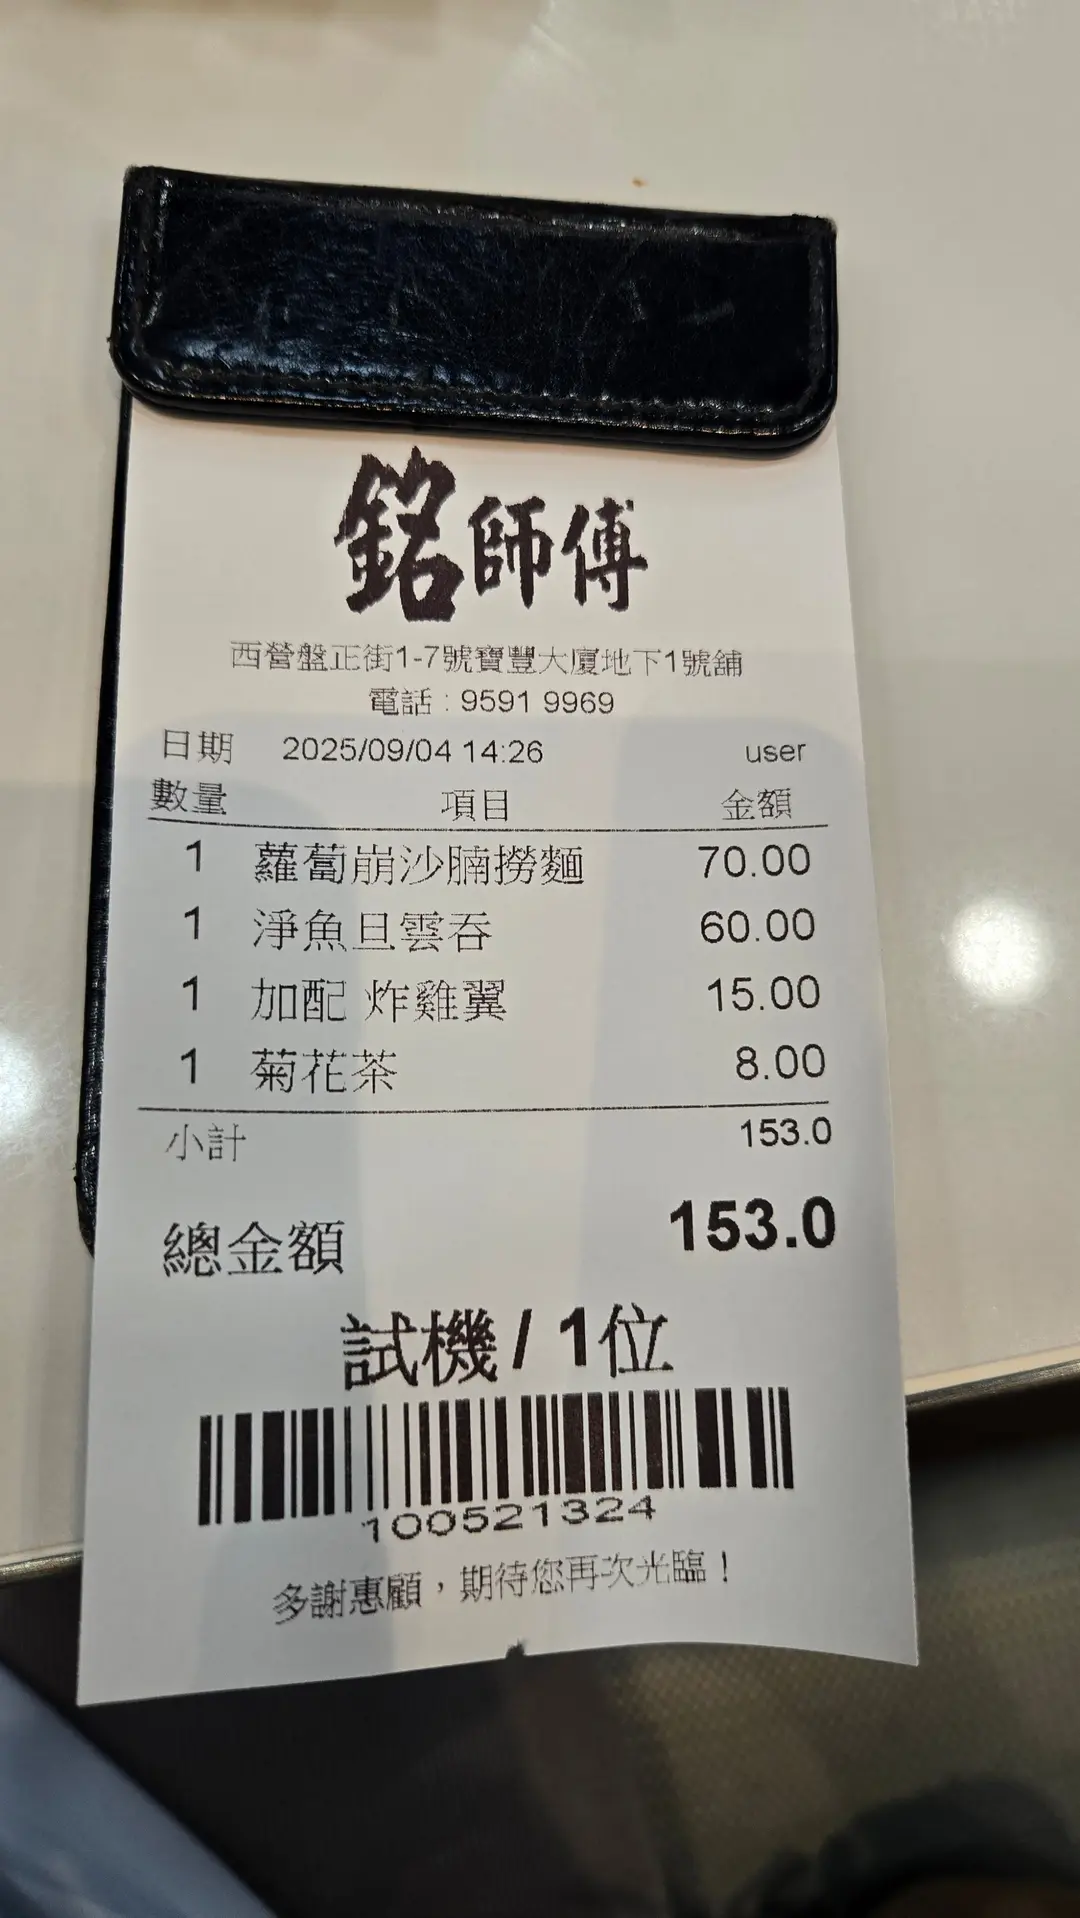 銘師傅
西營盤正街1-7號寶豐大廈地下1號舖
電話：9591 9969
日期 2025/09/04 14:26 user
數量 項目 金額
1 蘿蔔崩沙腩撈麵 70.00
1 淨魚旦雲吞 60.00
1 加配 炸雞翼 15.00
1 菊花茶 8.00
小計 153.0
總金額 153.0
試機 / 1位
100521324
多謝惠顧，期待您再次光臨！